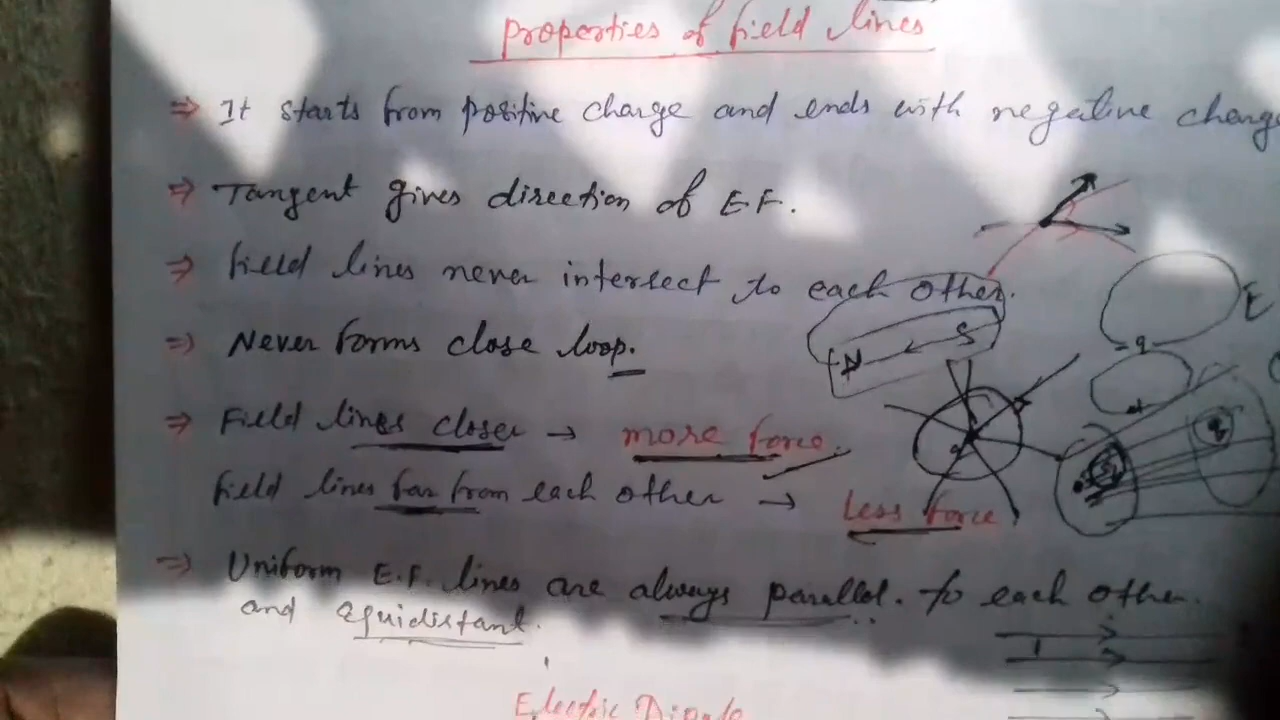 Properties of field lines
⇒ It starts from positive charge and ends with negative charge
⇒ Tangent gives direction of E.F.
⇒ field lines never intersect to each other.
⇒ Never forms close loop.
S
N
E
-q
⇒ Field lines closer → more force.
field lines far from each other → Less force
⇒ Uniform E.F. lines are always parallel. to each other.
and equidistant.
Electric Dipole